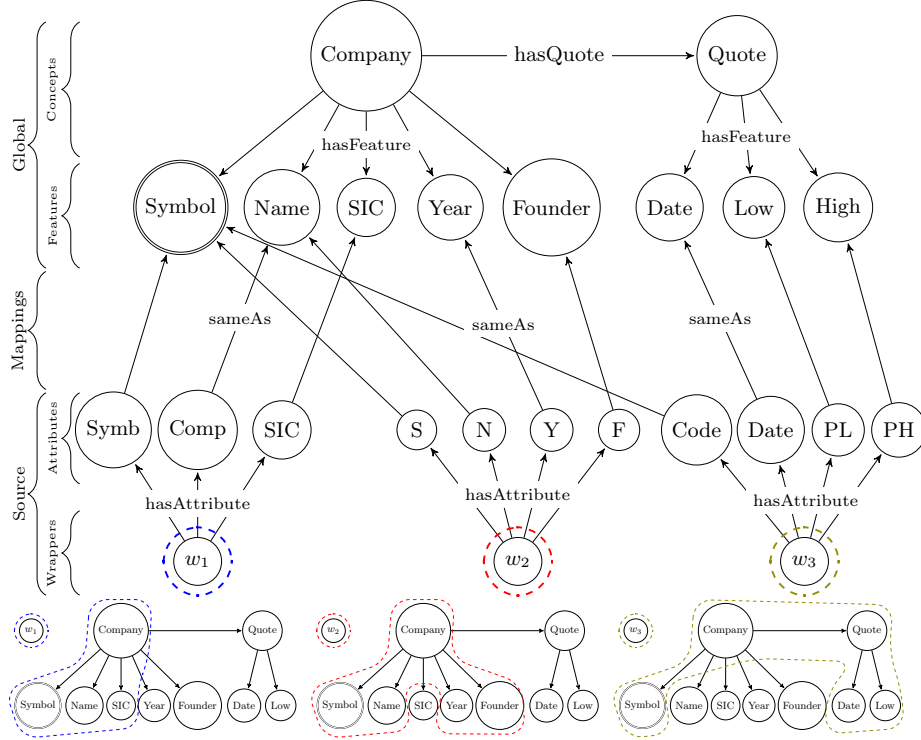 Company
hasQuote
Quote
Concepts
Global
hasFeature
hasFeature
Symbol
Name
SIC
Year
Founder
Date
Low
High
Features
Mappings
sameAs
sameAs
sameAs
Symb
Comp
SIC
S
N
Y
F
Code
Date
PL
PH
Attributes
Source
hasAttribute
hasAttribute
hasAttribute
Wrappers
w1
w2
w3
w1
Company
Quote
w2
Company
Quote
w3
Company
Quote
Symbol
Name
SIC
Year
Founder
Date
Low
Symbol
Name
SIC
Year
Founder
Date
Low
Symbol
Name
SIC
Year
Founder
Date
Low